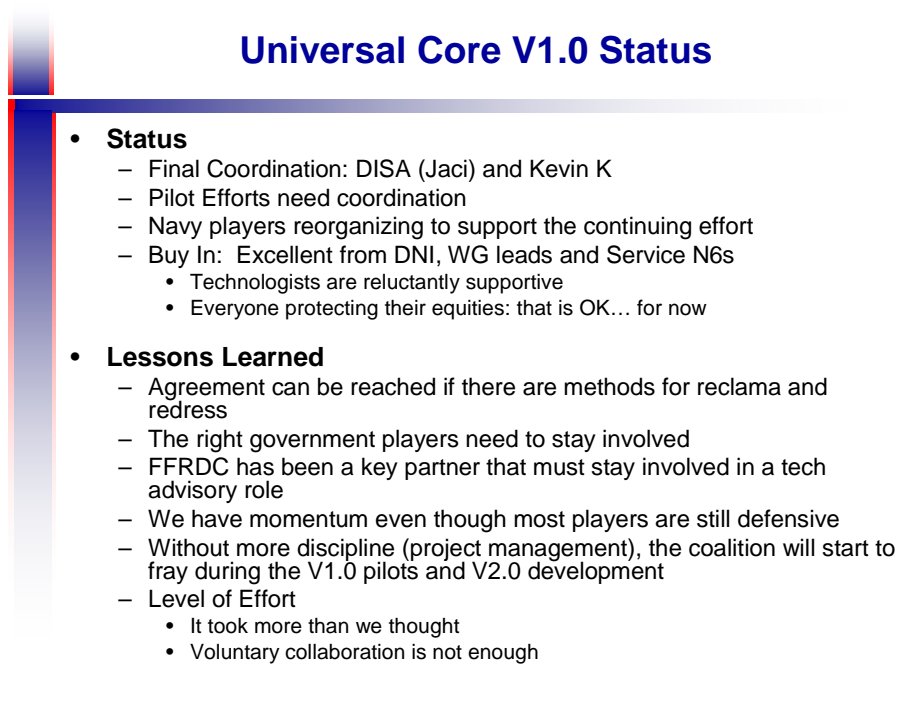 Universal Core V1.0 Status
• Status
– Final Coordination: DISA (Jaci) and Kevin K
– Pilot Efforts need coordination
– Navy players reorganizing to support the continuing effort
– Buy In:  Excellent from DNI, WG leads and Service N6s
• Technologists are reluctantly supportive
• Everyone protecting their equities: that is OK… for now
• Lessons Learned
– Agreement can be reached if there are methods for reclama and
redress
– The right government players need to stay involved
– FFRDC has been a key partner that must stay involved in a tech
advisory role
– We have momentum even though most players are still defensive
– Without more discipline (project management), the coalition will start to
fray during the V1.0 pilots and V2.0 development
– Level of Effort
• It took more than we thought
• Voluntary collaboration is not enough